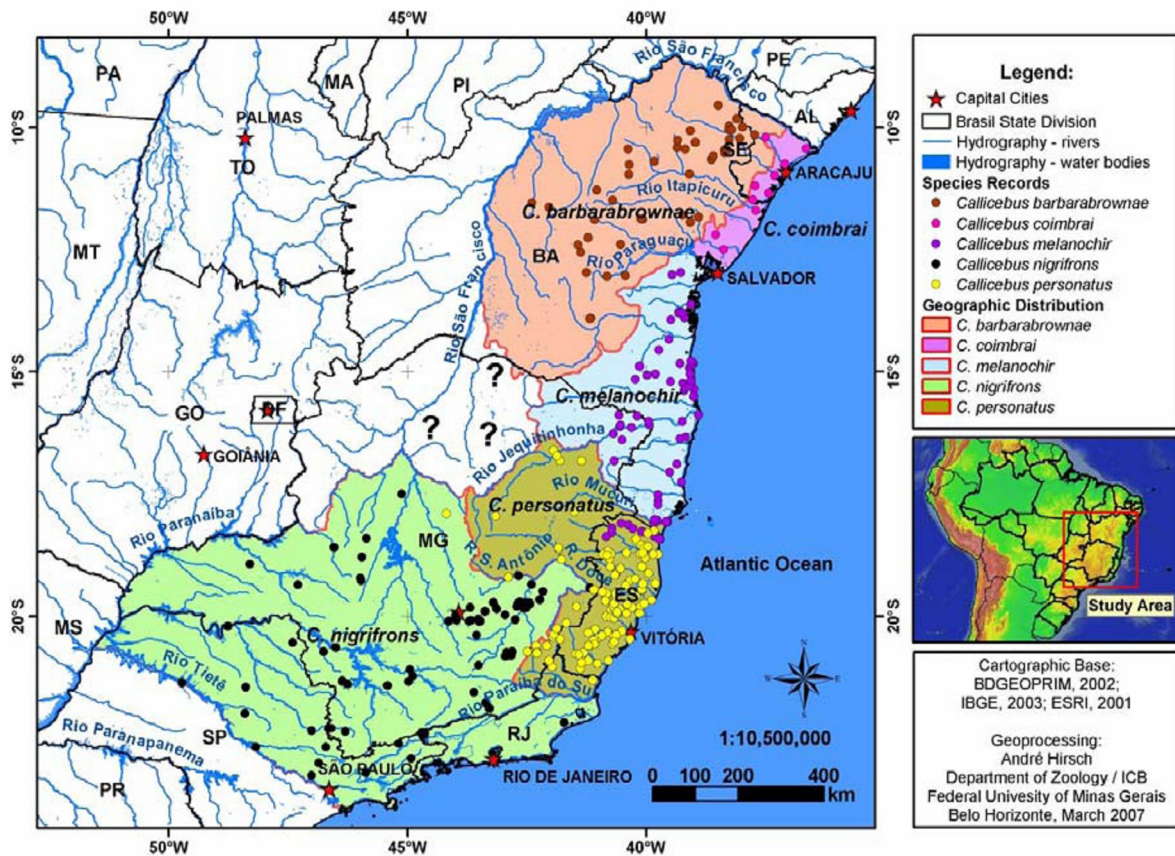 50°W
45°W
40°W
10°S
15°S
20°S
PA
MA
PI
PE
AL
SE
PALMAS
TO
MT
BA
Rio São Francisco
Rio São Francisco
ARACAJU
Rio Itapicuru
C. barbarabrownae
C. coimbrai
Rio Paraguaçu
SALVADOR
GO
DF
GOIÂNIA
?
?
?
C. melanochir
Rio Jequitinhonha
Rio Mucuri
C. personatus
Rio Paranaíba
MG
R. S. Antônio
R. Doce
ES
Atlantic Ocean
MS
C. nigrifrons
VITÓRIA
Rio Tietê
Rio Paraíba do Sul
Rio Paranapanema
SP
RJ
SÃO PAULO
RIO DE JANEIRO
PR
1:10,500,000
0 100 200 400
km
N
E
S
W
10°S
15°S
20°S
50°W
45°W
40°W
Legend:
Capital Cities
Brasil State Division
Hydrography - rivers
Hydrography - water bodies
Species Records
Callicebus barbarabrownae
Callicebus coimbrai
Callicebus melanochir
Callicebus nigrifrons
Callicebus personatus
Geographic Distribution
C. barbarabrownae
C. coimbrai
C. melanochir
C. nigrifrons
C. personatus
Study Area
Cartographic Base:
BDGEOPRIM, 2002;
IBGE, 2003; ESRI, 2001
Geoprocessing:
André Hirsch
Department of Zoology / ICB
Federal Univesity of Minas Gerais
Belo Horizonte, March 2007